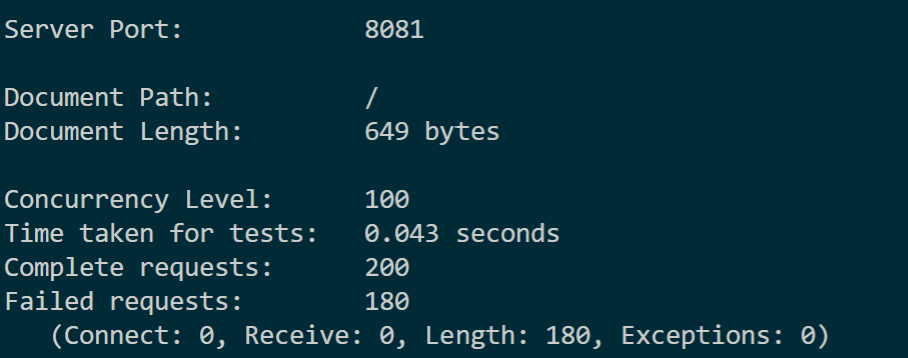 Server Port: 8081
Document Path: /
Document Length: 649 bytes
Concurrency Level: 100
Time taken for tests: 0.043 seconds
Complete requests: 200
Failed requests: 180
(Connect: 0, Receive: 0, Length: 180, Exceptions: 0)